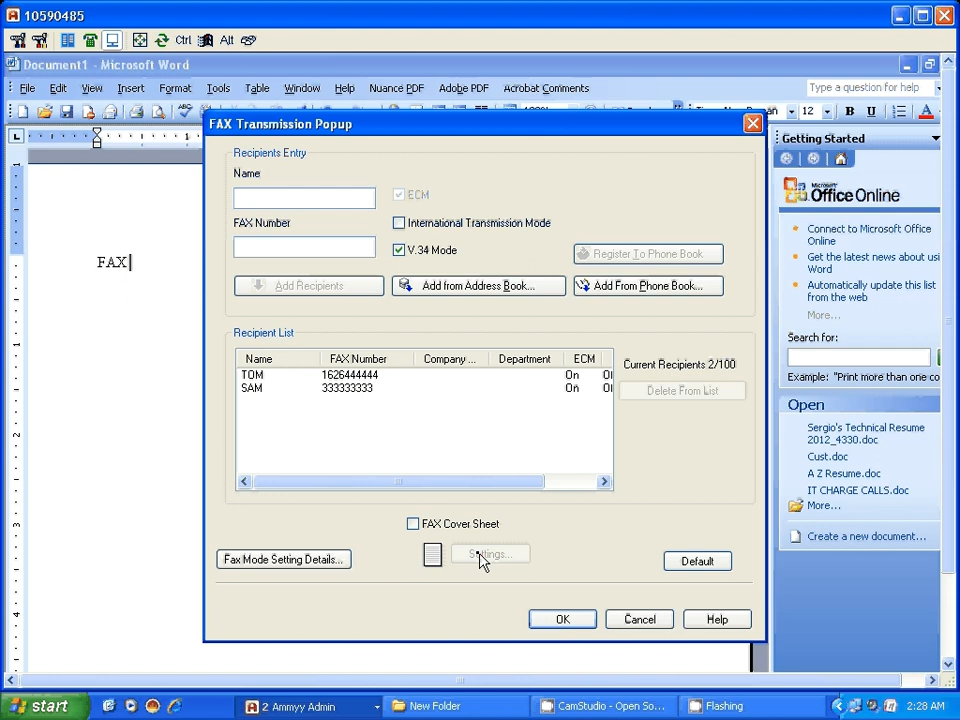 10590485
Ctrl Alt
Document1 - Microsoft Word
File Edit View Insert Format Tools Table Window Help Nuance PDF Adobe PDF Acrobat Comments
Type a question for help
12 B U A
FAX Transmission Popup
Getting Started
Recipients Entry
Name
ECM
FAX Number
International Transmission Mode
V.34 Mode
Register To Phone Book
Add Recipients
Add from Address Book...
Add From Phone Book...
FAX
Recipient List
Name FAX Number Company ... Department ECM
TOM 1626444444 On
SAM 333333333 On
Current Recipients 2/100
Delete From List
FAX Cover Sheet
Fax Mode Setting Details...
Settings...
Default
OK Cancel Help
Microsoft
Office Online
Connect to Microsoft Office
Online
Get the latest news about usi
Word
Automatically update this list
from the web
More...
Search for:
Example: "Print more than one co
Open
Sergio's Technical Resume
2012_4330.doc
Cust.doc
A Z Resume.doc
IT CHARGE CALLS.doc
More...
Create a new document...
start
2 Ammyy Admin
New Folder
CamStudio - Open So...
Flashing
2:28 AM